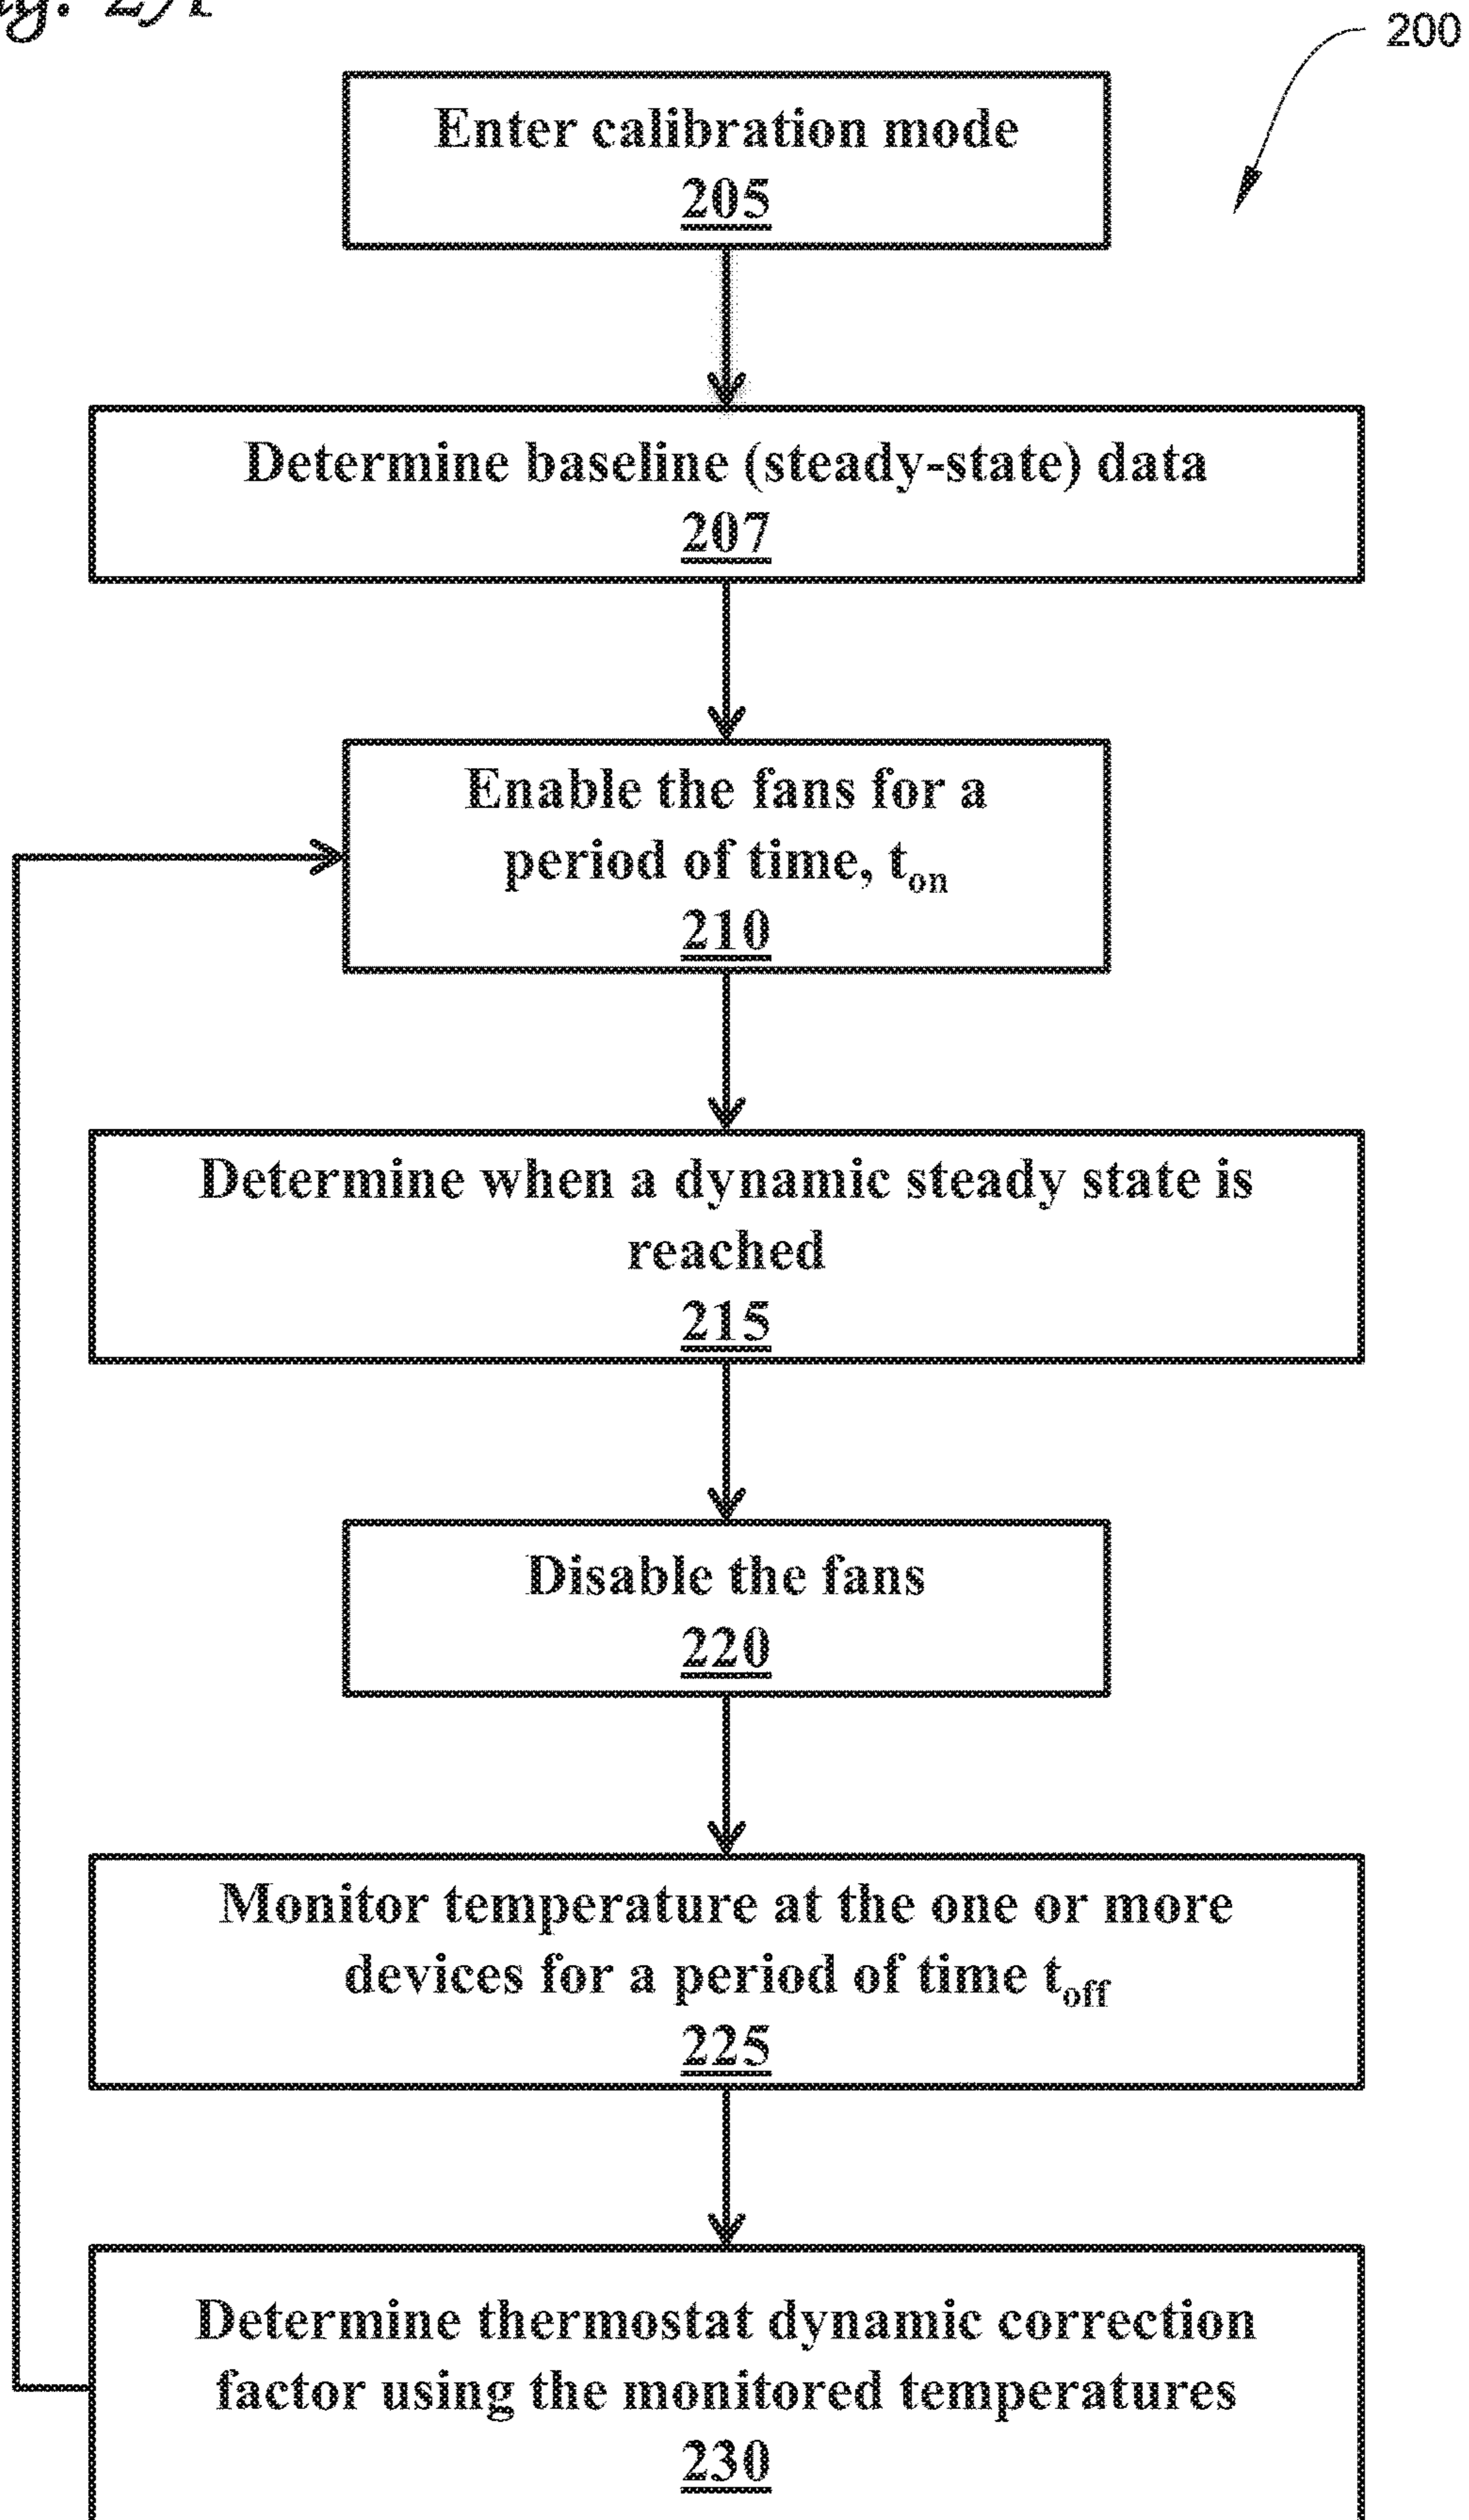 200
Enter calibration mode
205
Determine baseline (steady-state) data
207
Enable the fans for a
period of time, ton
210
Determine when a dynamic steady state is
reached
215
Disable the fans
220
Monitor temperature at the one or more
devices for a period of time toff
225
Determine thermostat dynamic correction
factor using the monitored temperatures
230